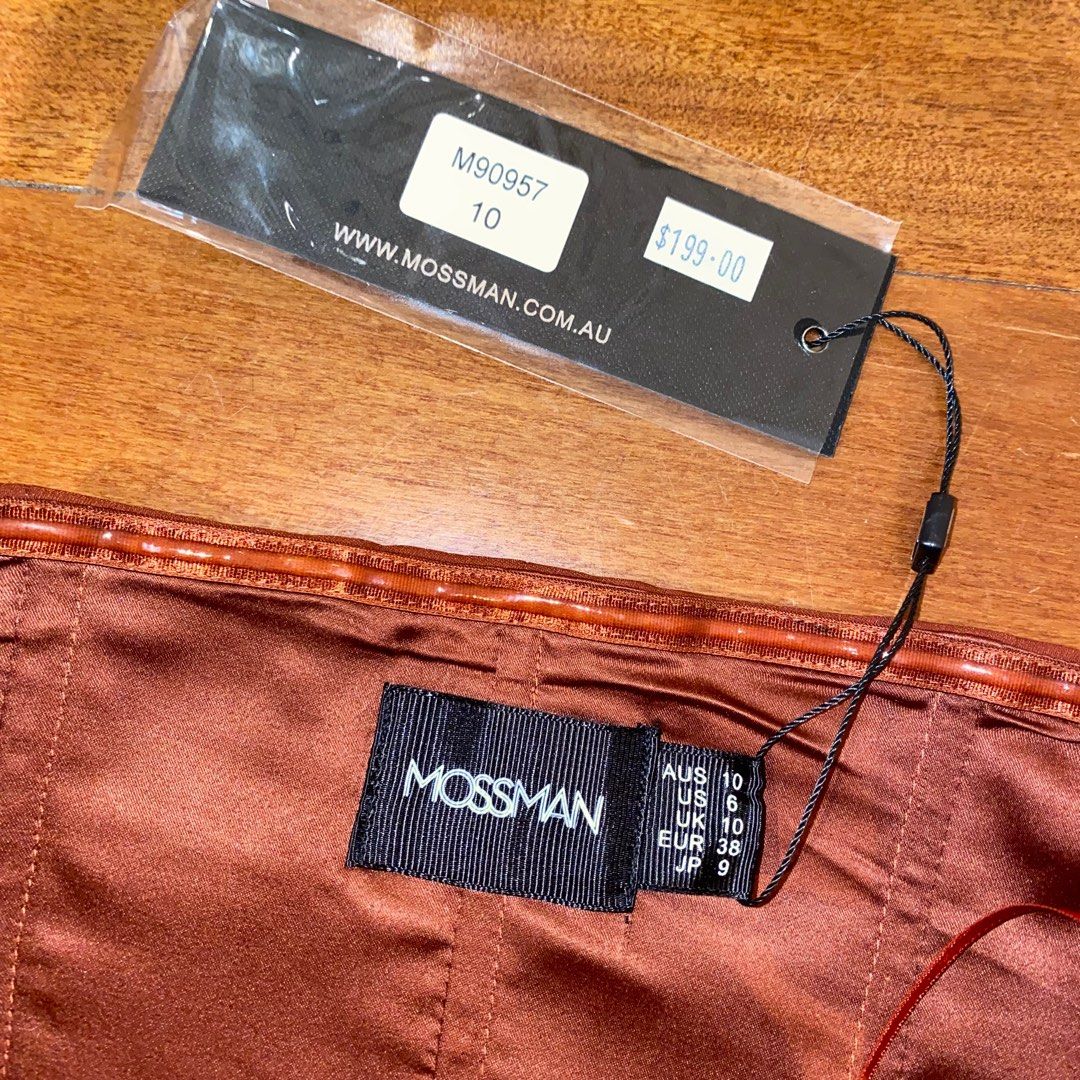 M90957
10
$199.00
WWW.MOSSMAN.COM.AU
MOSSMAN
AUS 10
US 6
UK 10
EUR 38
JP 9